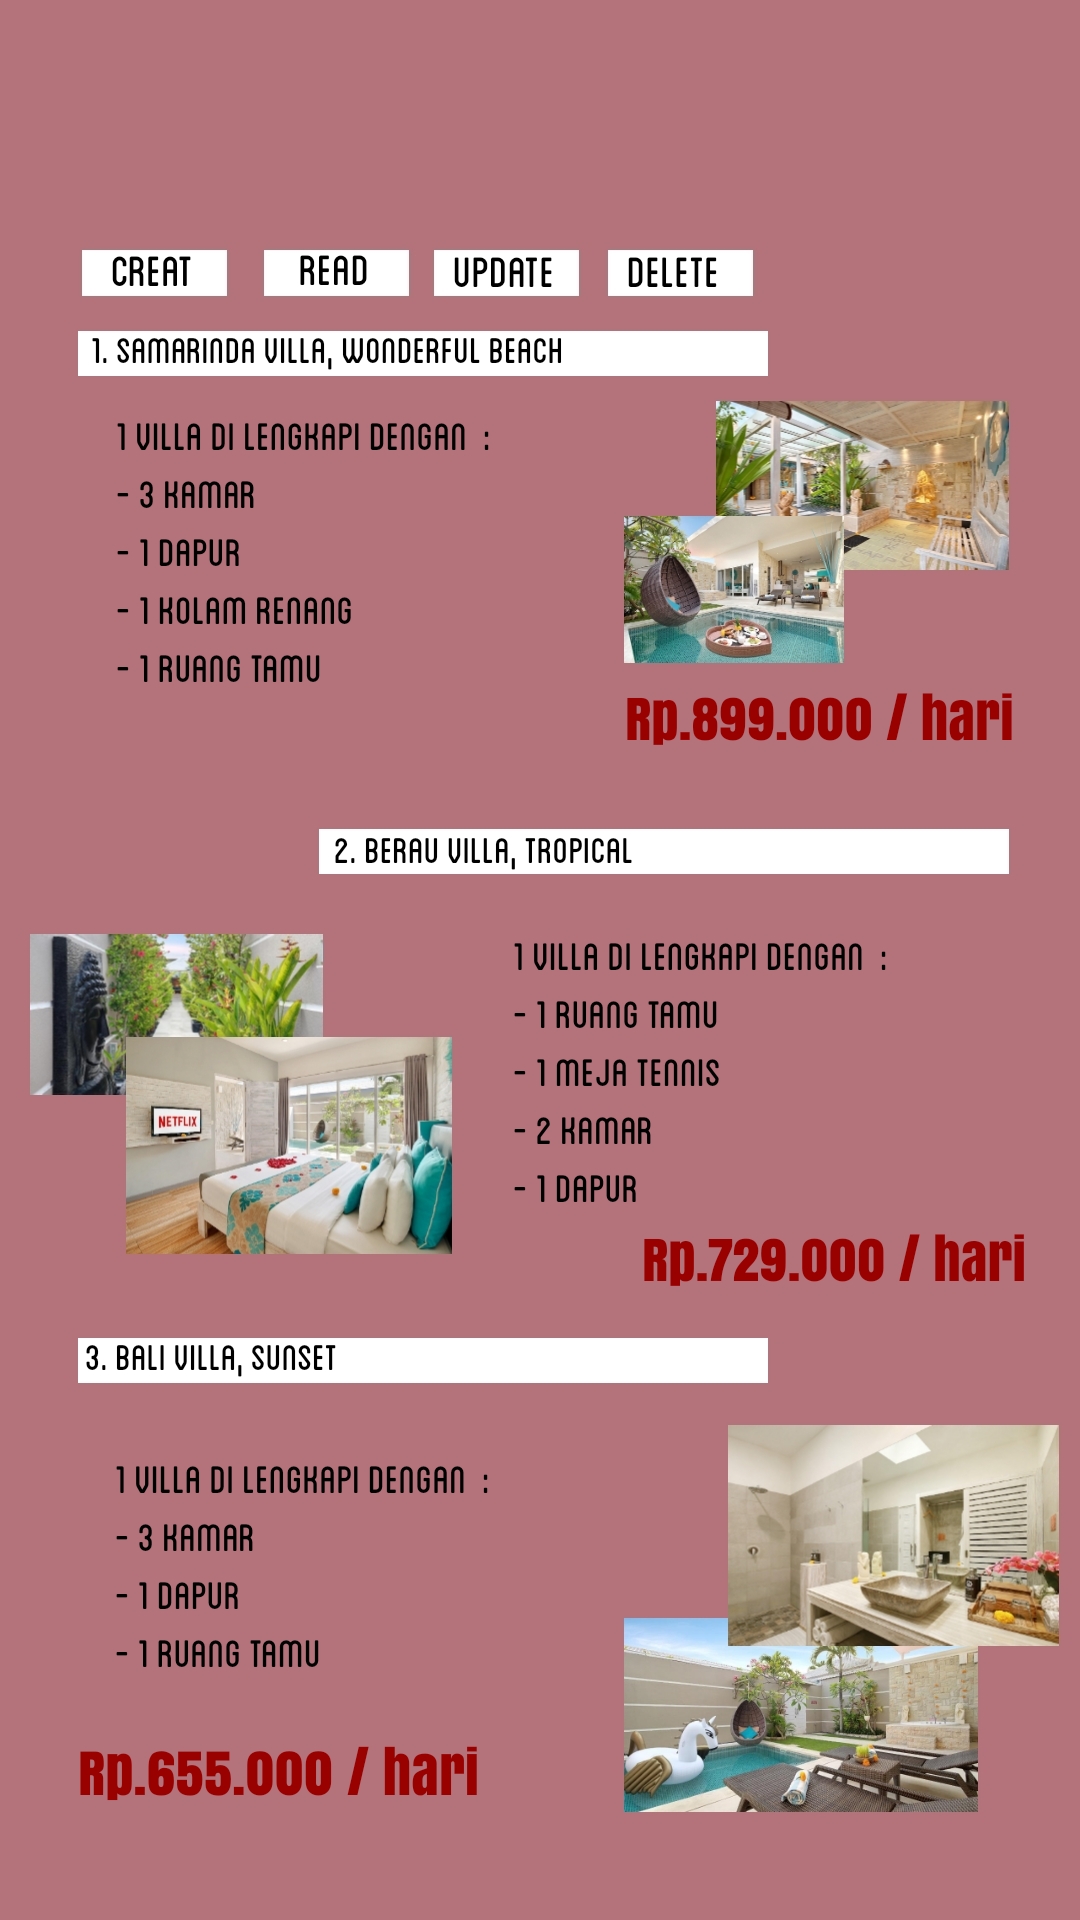 CREAT READ UPDATE DELETE
1. SAMARINDA VILLA, WONDERFUL BEACH
1 VILLA DI LENGKAPI DENGAN :
- 3 KAMAR
- 1 DAPUR
- 1 KOLAM RENANG
- 1 RUANG TAMU
Rp.899.000 / hari
2. BERAU VILLA, TROPICAL
1 VILLA DI LENGKAPI DENGAN :
- 1 RUANG TAMU
- 1 MEJA TENNIS
- 2 KAMAR
- 1 DAPUR
NETFLIX
Rp.729.000 / hari
3. BALI VILLA, SUNSET
1 VILLA DI LENGKAPI DENGAN :
- 3 KAMAR
- 1 DAPUR
- 1 RUANG TAMU
Rp.655.000 / hari